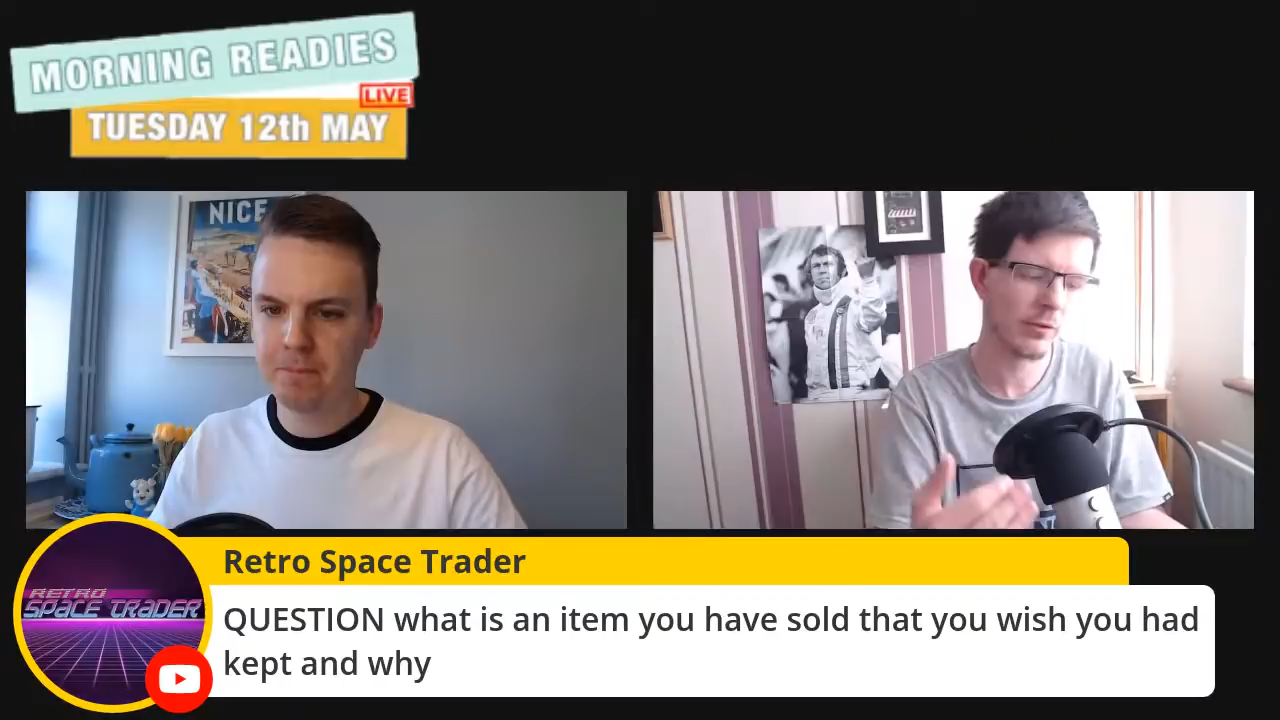 MORNING READIES
LIVE
TUESDAY 12th MAY
NICE
RETRO
SPACE TRADER
Retro Space Trader
QUESTION what is an item you have sold that you wish you had
kept and why